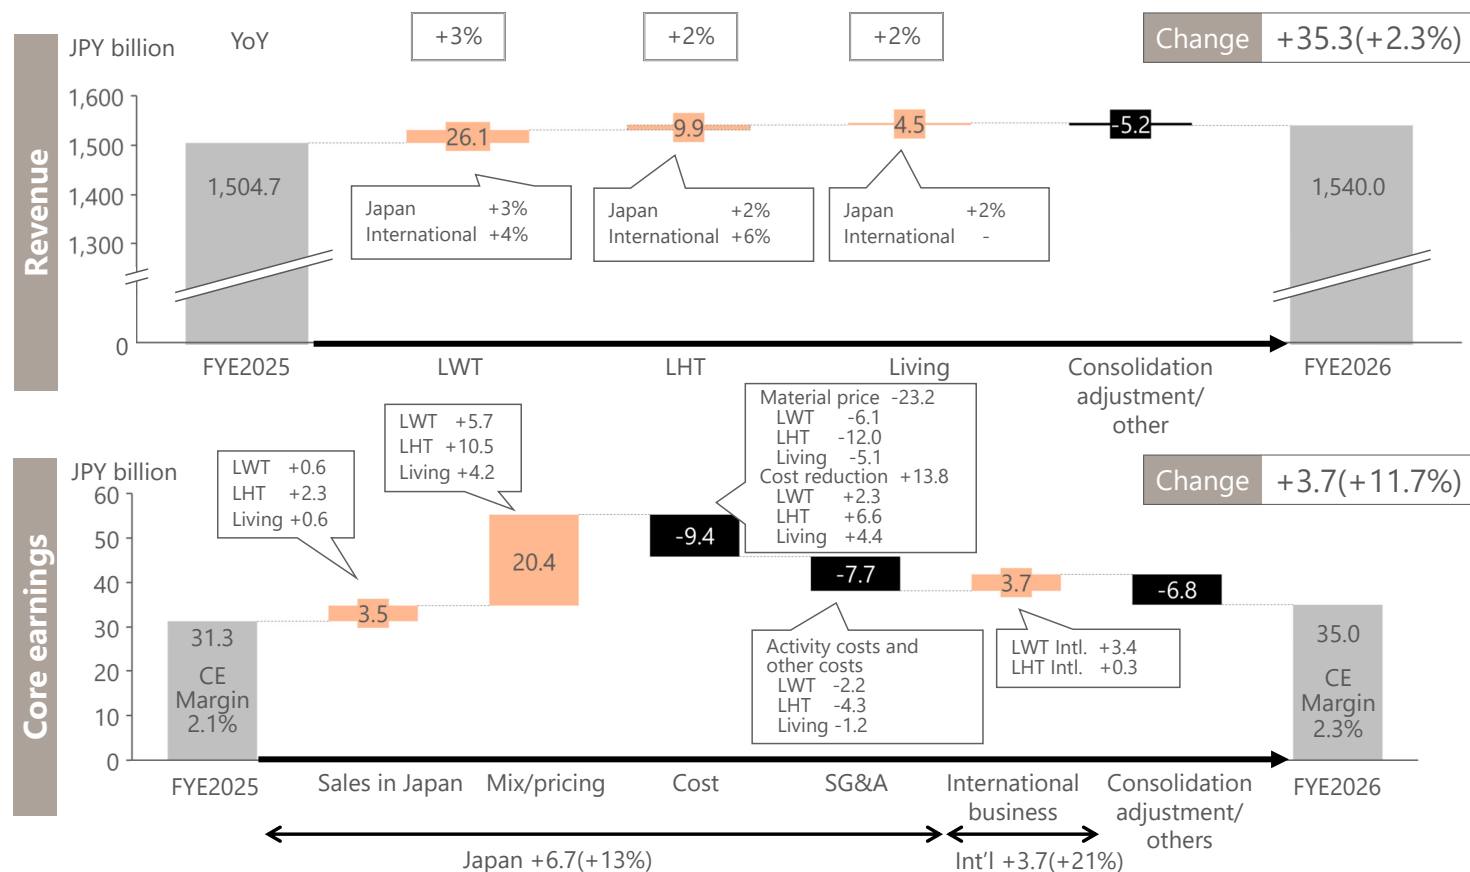 Revenue
JPY billion
YoY
+3%
+2%
+2%
Change +35.3(+2.3%)
1,600
1,500
1,400
1,300
0
1,504.7
26.1
9.9
4.5
-5.2
1,540.0
Japan +3%
International +4%
Japan +2%
International +6%
Japan +2%
International -
FYE2025
LWT
LHT
Living
Consolidation
adjustment/
other
FYE2026
Core earnings
JPY billion
Change +3.7(+11.7%)
60
50
40
30
20
10
0
LWT +0.6
LHT +2.3
Living +0.6
LWT +5.7
LHT +10.5
Living +4.2
Material price -23.2
LWT -6.1
LHT -12.0
Living -5.1
Cost reduction +13.8
LWT +2.3
LHT +6.6
Living +4.4
31.3
CE
Margin
2.1%
3.5
20.4
-9.4
-7.7
3.7
-6.8
35.0
CE
Margin
2.3%
Activity costs and
other costs
LWT -2.2
LHT -4.3
Living -1.2
LWT Intl. +3.4
LHT Intl. +0.3
FYE2025
Sales in Japan
Mix/pricing
Cost
SG&A
International
business
Consolidation
adjustment/
others
FYE2026
Japan +6.7(+13%)
Int'l +3.7(+21%)